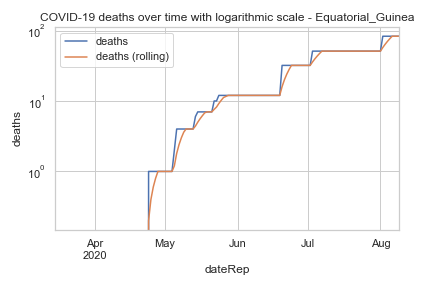 COVID-19 deaths over time with logarithmic scale - Equatorial_Guinea
deaths
deaths (rolling)
10²
10¹
10⁰
deaths
Apr
2020
May
Jun
Jul
Aug
dateRep